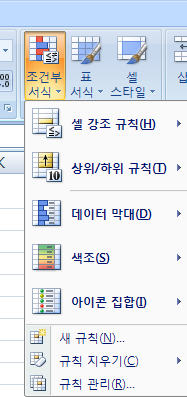 조건부 서식
표 서식
셀 스타일
셀 강조 규칙(H)
상위/하위 규칙(T)
10
데이터 막대(D)
색조(S)
아이콘 집합(I)
새 규칙(N)...
규칙 지우기(C)
규칙 관리(R)...